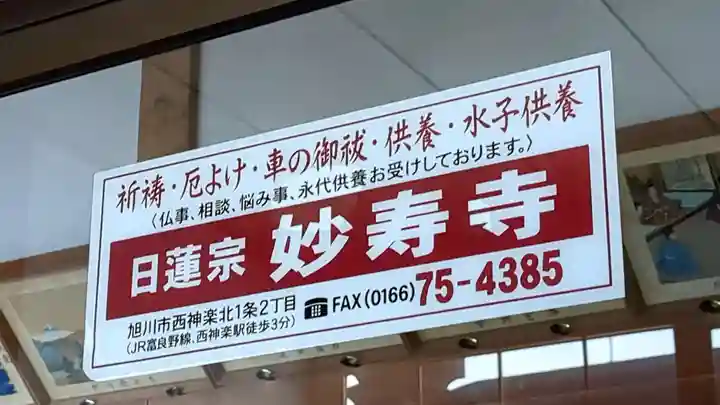 祈祷・厄よけ・車の御祓・供養・水子供養
〈仏事、相談、悩み事、永代供養お受けしております。〉
日蓮宗 妙寿寺
旭川市西神楽北1条2丁目
(JR富良野線、西神楽駅徒歩3分)
☎ FAX(0166)75-4385